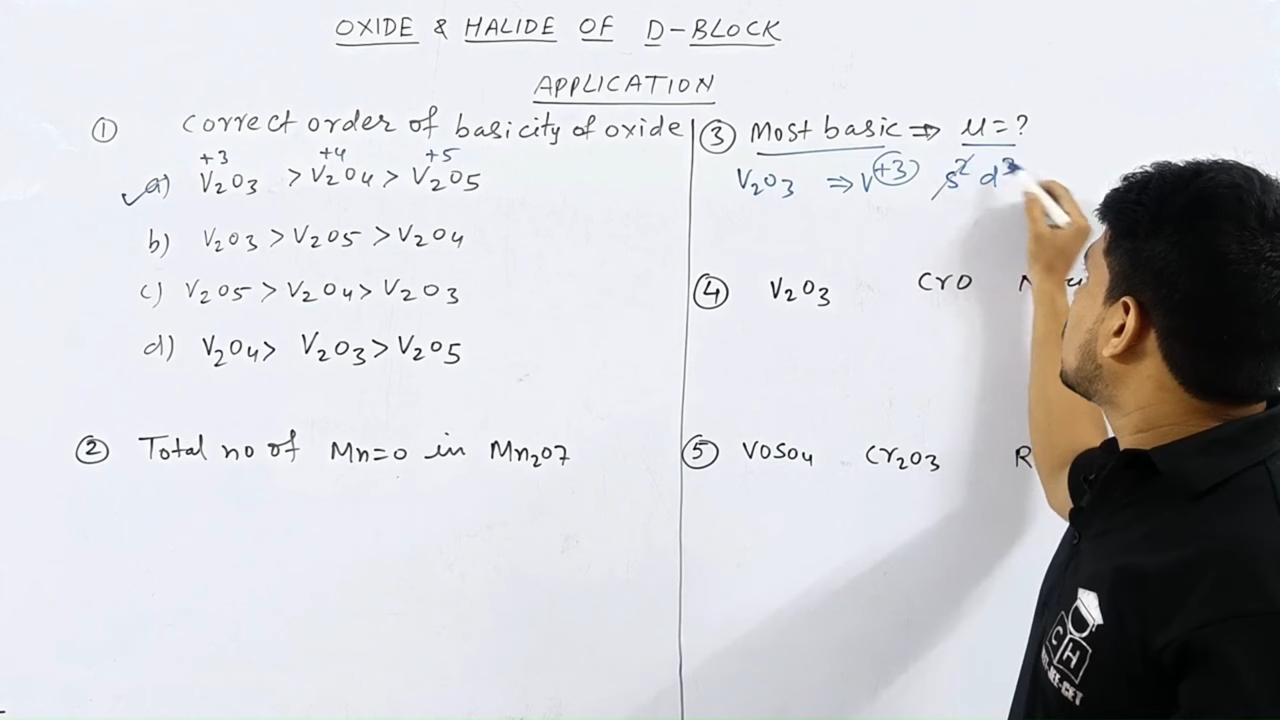 OXIDE & HALIDE OF D-BLOCK
APPLICATION
① Correct order of basicity of oxide
+3 +4 +5
a) V2O3 > V2O4 > V2O5
b) V2O3 > V2O5 > V2O4
c) V2O5 > V2O4 > V2O3
d) V2O4 > V2O3 > V2O5
② Total no of Mn=O in Mn2O7
③ Most basic ⇒ μ = ?
V2O3 ⇒ V+3 s2 d3
④ V2O3 CrO
⑤ VOSO4 Cr2O3
CH